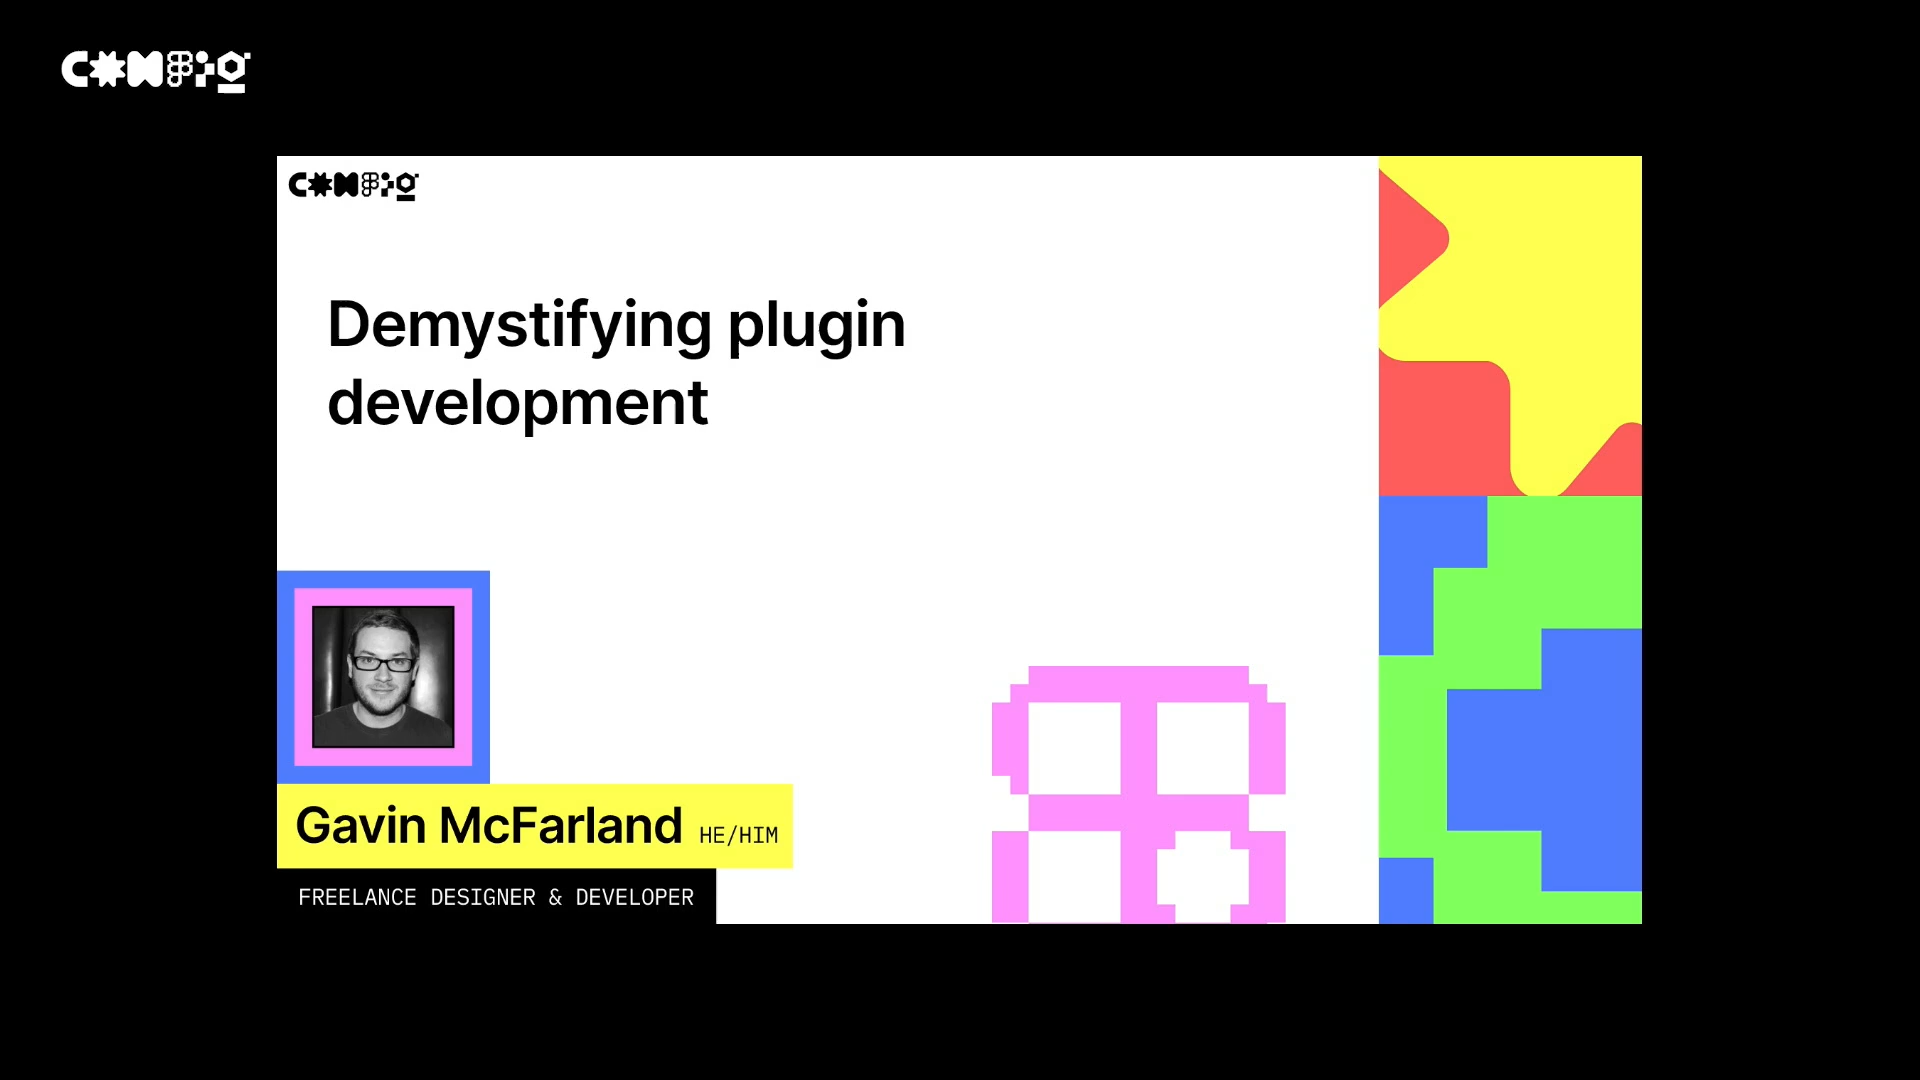 CONFIG
CONFIG
Demystifying plugin
development
Gavin McFarland HE/HIM
FREELANCE DESIGNER & DEVELOPER